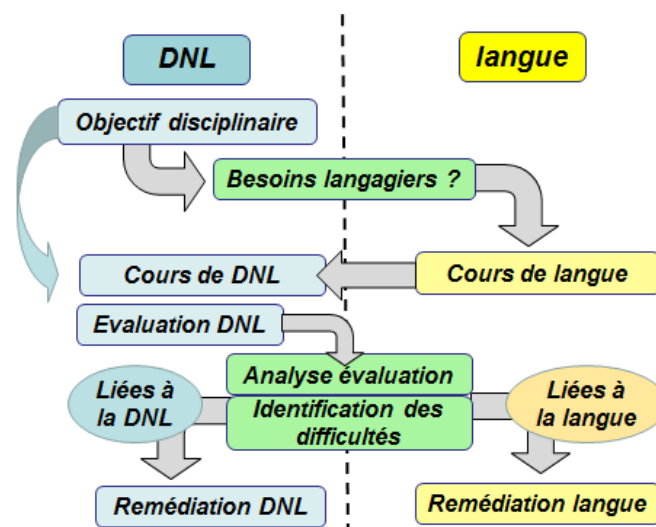 DNL
langue
Objectif disciplinaire
Besoins langagiers ?
Cours de DNL
Cours de langue
Evaluation DNL
Analyse évaluation
Liées à
la DNL
Identification des
difficultés
Liées à
la langue
Remédiation DNL
Remédiation langue